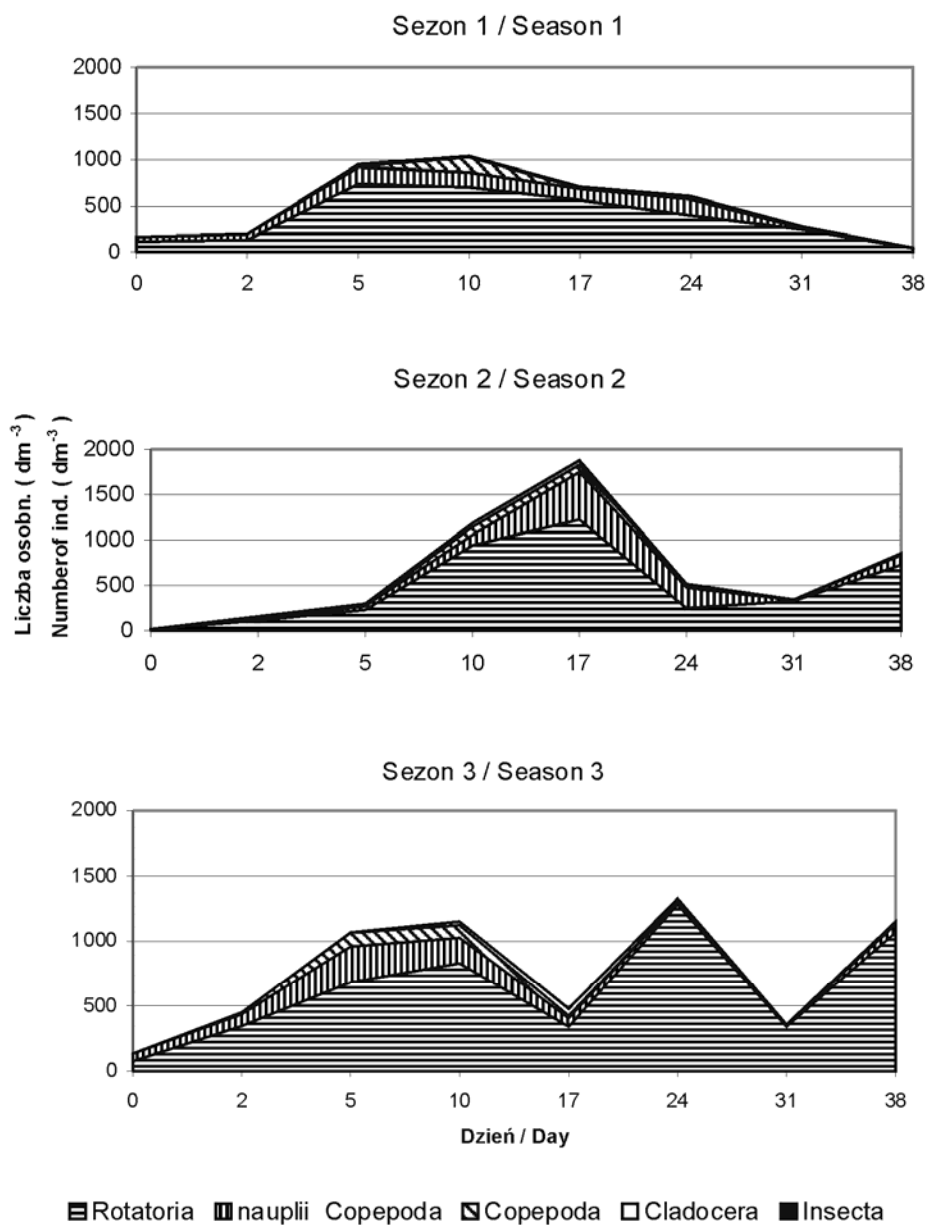 Sezon 1 / Season 1
2000
1500
1000
500
0
0 2 5 10 17 24 31 38
Sezon 2 / Season 2
Liczba osobn. ( dm-3 )
Numberof ind. ( dm-3 )
2000
1500
1000
500
0
0 2 5 10 17 24 31 38
Sezon 3 / Season 3
2000
1500
1000
500
0
0 2 5 10 17 24 31 38
Dzień / Day
Rotatoria nauplii Copepoda Copepoda Cladocera Insecta